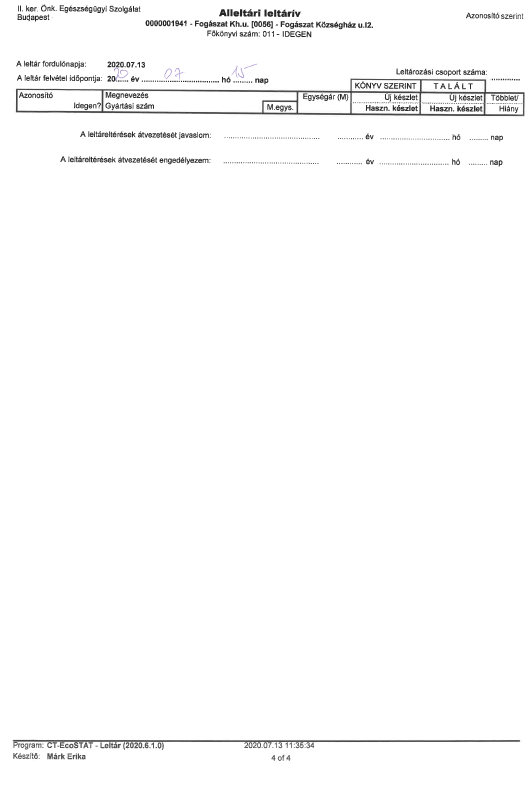 II. ker. Önk. Egészségügyi Szolgálat
Budapest
Alleltári leltárív
Azonosító szerint
0000001941 - Fogászat Kh.u. [0056] - Fogászat Községház u.I2.
Főkönyvi szám: 011 - IDEGEN
A leltár fordulónapja: 2020.07.13
Leltározási csoport száma: ............
A leltár felvétel időpontja: 2020 év 07 hó 15 nap
KÖNYV SZERINT TALÁLT
Azonosító Megnevezés Egységár (M) Új készlet Új készlet Többlet/
Idegen? Gyártási szám M.egys. Haszn. készlet Haszn. készlet Hiány
A leltáreltérések átvezetését javaslom: ........................................ ........... év .............................. hó ........ nap
A leltáreltérések átvezetését engedélyezem: ........................................ ........... év .............................. hó ........ nap
Program: CT-EcoSTAT - Leltár (2020.6.1.0) 2020.07.13 11:35:34
Készítő: Márk Erika 4 of 4